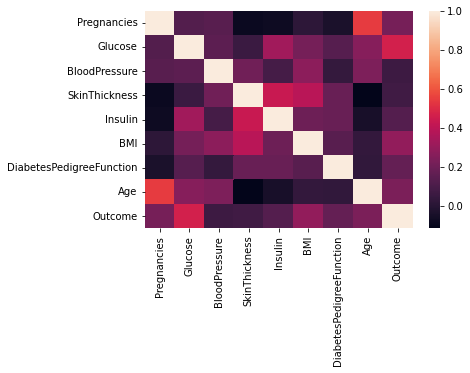 Pregnancies
Glucose
BloodPressure
SkinThickness
Insulin
BMI
DiabetesPedigreeFunction
Age
Outcome
Pregnancies
Glucose
BloodPressure
SkinThickness
Insulin
BMI
DiabetesPedigreeFunction
Age
Outcome
1.0
0.8
0.6
0.4
0.2
0.0